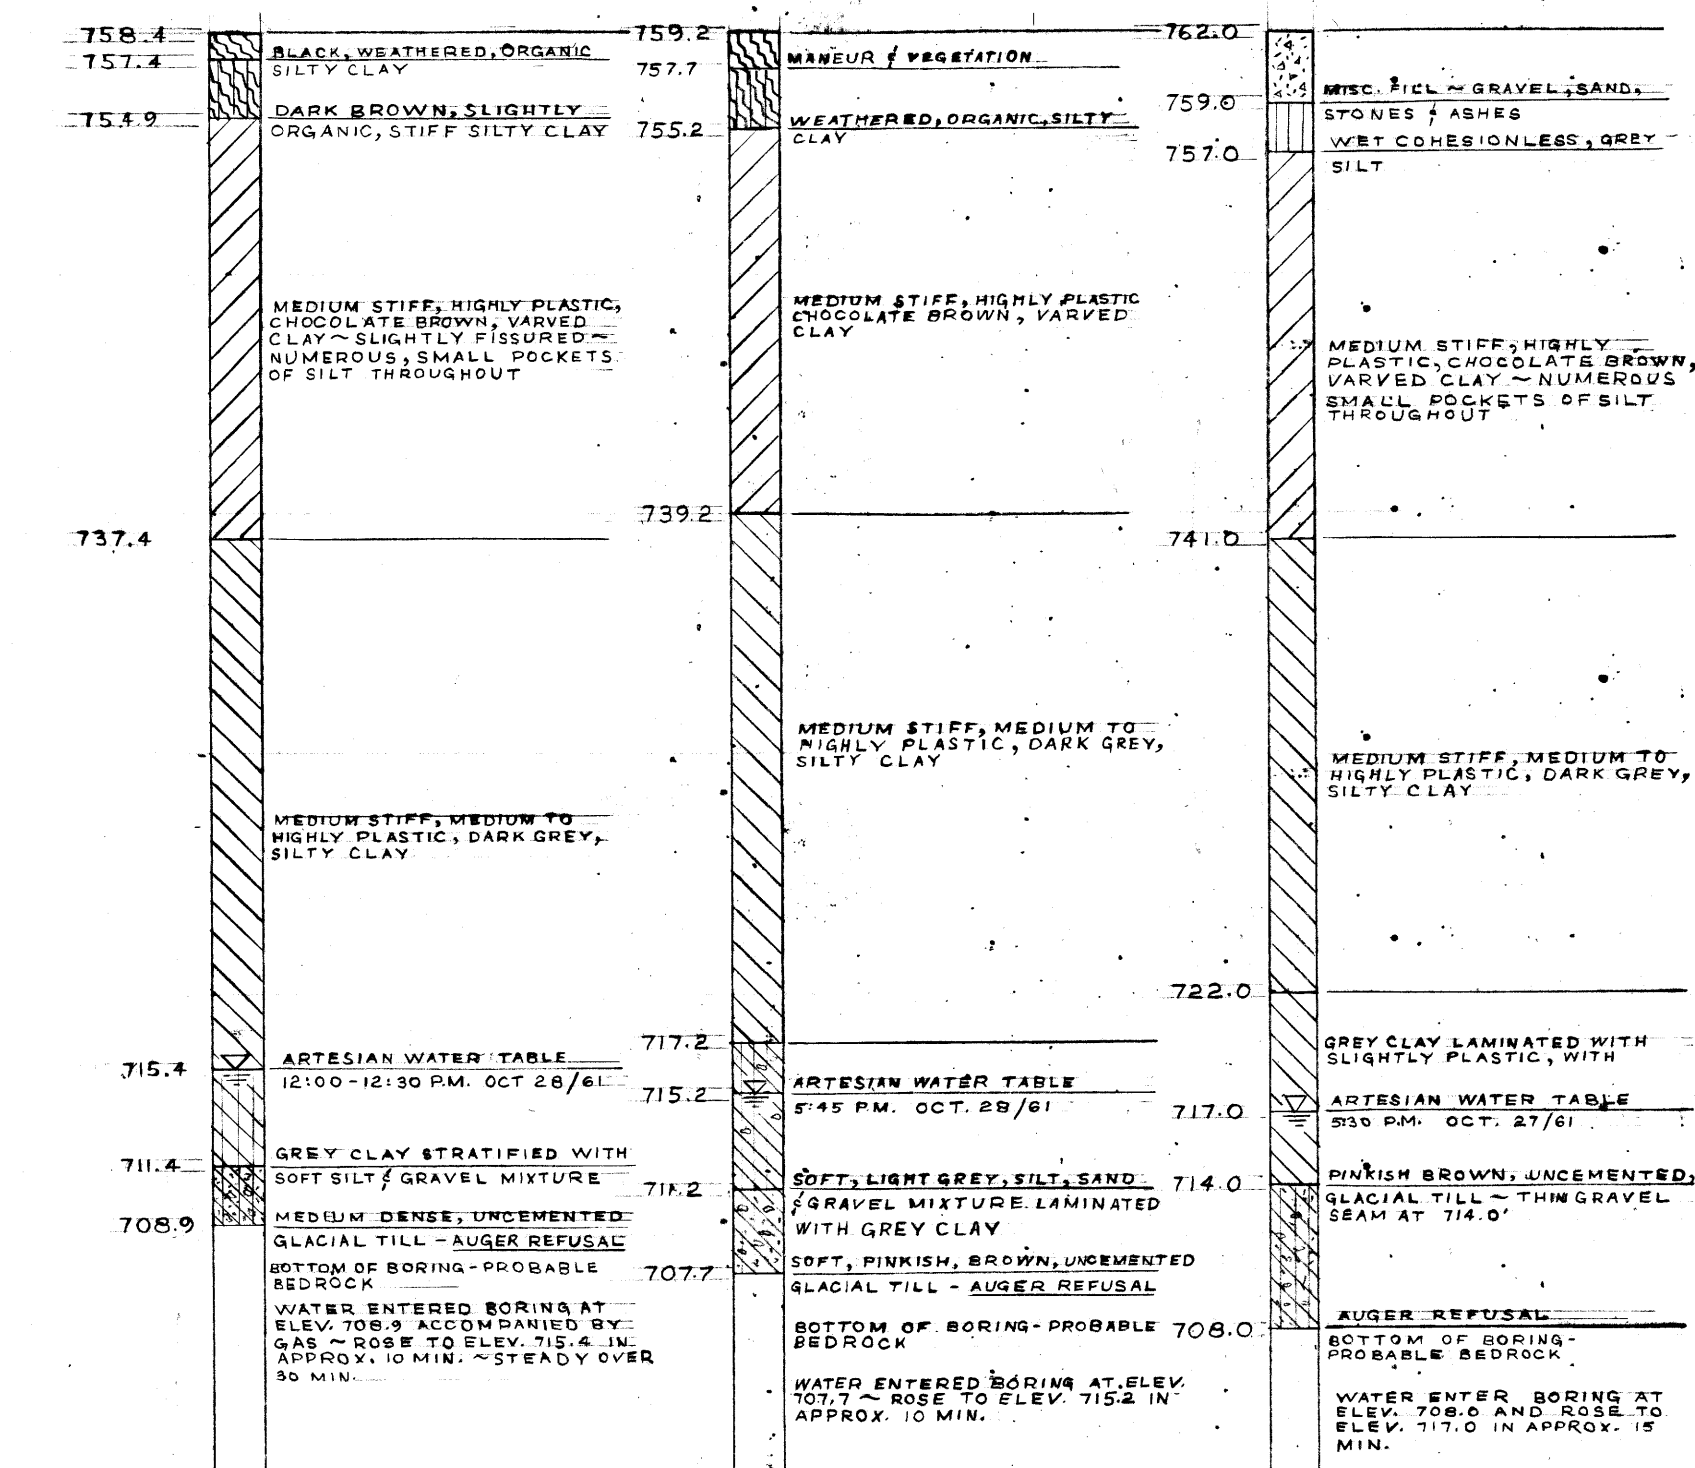 758.4
757.4
BLACK, WEATHERED, ORGANIC
SILTY CLAY
DARK BROWN, SLIGHTLY
754.9
ORGANIC, STIFF SILTY CLAY
MEDIUM STIFF, HIGHLY PLASTIC,
CHOCOLATE BROWN, VARVED
CLAY ~ SLIGHTLY FISSURED ~
NUMEROUS, SMALL POCKETS
OF SILT THROUGHOUT
737.4
MEDIUM STIFF, MEDIUM TO
HIGHLY PLASTIC, DARK GREY,
SILTY CLAY
ARTESIAN WATER TABLE
715.4
12:00-12:30 P.M. OCT 28/61
GREY CLAY STRATIFIED WITH
711.4
SOFT SILT & GRAVEL MIXTURE
MEDIUM DENSE, UNCEMENTED
708.9
GLACIAL TILL - AUGER REFUSAL
BOTTOM OF BORING - PROBABLE
BEDROCK
WATER ENTERED BORING AT
ELEV. 708.9 ACCOMPANIED BY
GAS ~ ROSE TO ELEV. 715.4 IN
APPROX. 10 MIN. ~ STEADY OVER
30 MIN.
759.2
MANEUR & VEGETATION
757.7
WEATHERED, ORGANIC, SILTY
755.2
CLAY
MEDIUM STIFF, HIGHLY PLASTIC
CHOCOLATE BROWN, VARVED
CLAY
739.2
MEDIUM STIFF, MEDIUM TO
HIGHLY PLASTIC, DARK GREY,
SILTY CLAY
717.2
ARTESIAN WATER TABLE
715.2
5:45 P.M. OCT. 28/61
SOFT, LIGHT GREY, SILT, SAND
711.2
& GRAVEL MIXTURE LAMINATED
WITH GREY CLAY
SOFT, PINKISH, BROWN, UNCEMENTED
707.7
GLACIAL TILL - AUGER REFUSAL
BOTTOM OF BORING - PROBABLE
BEDROCK
WATER ENTERED BORING AT ELEV.
707.7 ~ ROSE TO ELEV. 715.2 IN
APPROX. 10 MIN.
762.0
MISC. FILL ~ GRAVEL, SAND,
759.0
STONES & ASHES
WET COHESIONLESS, GREY
757.0
SILT
MEDIUM STIFF, HIGHLY
PLASTIC, CHOCOLATE BROWN,
VARVED CLAY ~ NUMEROUS
SMALL POCKETS OF SILT
THROUGHOUT
741.0
MEDIUM STIFF, MEDIUM TO
HIGHLY PLASTIC, DARK GREY,
SILTY CLAY
722.0
GREY CLAY LAMINATED WITH
SLIGHTLY PLASTIC, WITH
ARTESIAN WATER TABLE
717.0
5:30 P.M. OCT. 27/61
PINKISH BROWN, UNCEMENTED,
714.0
GLACIAL TILL ~ THIN GRAVEL
SEAM AT 714.0'
AUGER REFUSAL
708.0
BOTTOM OF BORING -
PROBABLE BEDROCK
WATER ENTER BORING AT
ELEV. 708.0 AND ROSE TO
ELEV. 717.0 IN APPROX. 15
MIN.